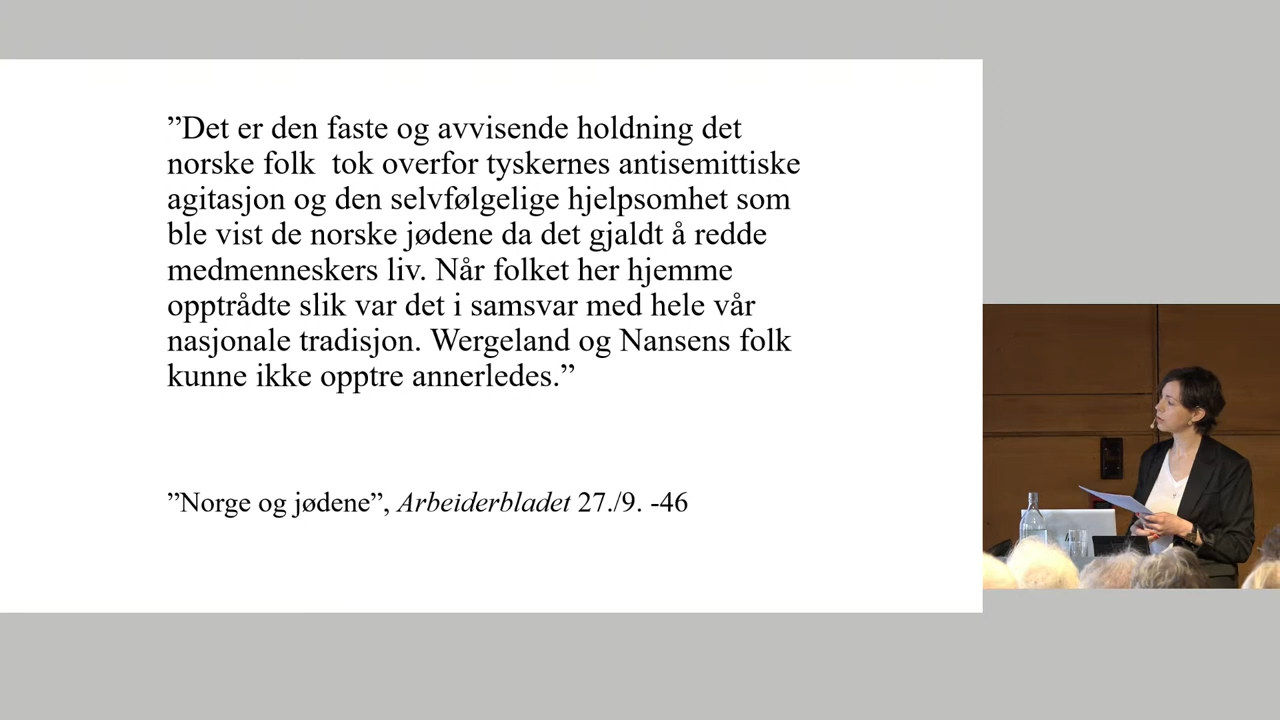 ”Det er den faste og avvisende holdning det
norske folk  tok overfor tyskernes antisemittiske
agitasjon og den selvfølgelige hjelpsomhet som
ble vist de norske jødene da det gjaldt å redde
medmenneskers liv. Når folket her hjemme
opptrådte slik var det i samsvar med hele vår
nasjonale tradisjon. Wergeland og Nansens folk
kunne ikke opptre annerledes.”
”Norge og jødene”, Arbeiderbladet 27./9. -46